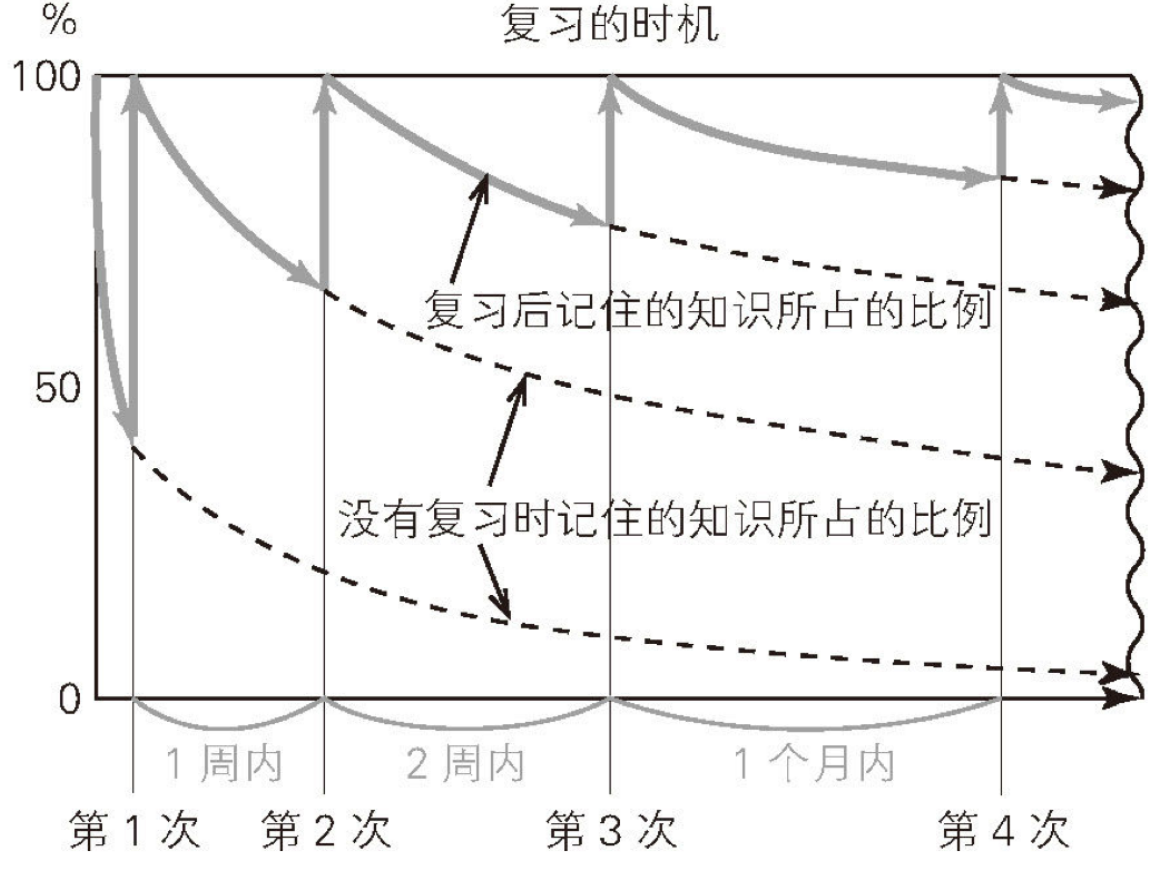 %
复习的时机
100
复习后记住的知识所占的比例
50
没有复习时记住的知识所占的比例
0
1 周内
2 周内
1 个月内
第 1 次
第 2 次
第 3 次
第 4 次